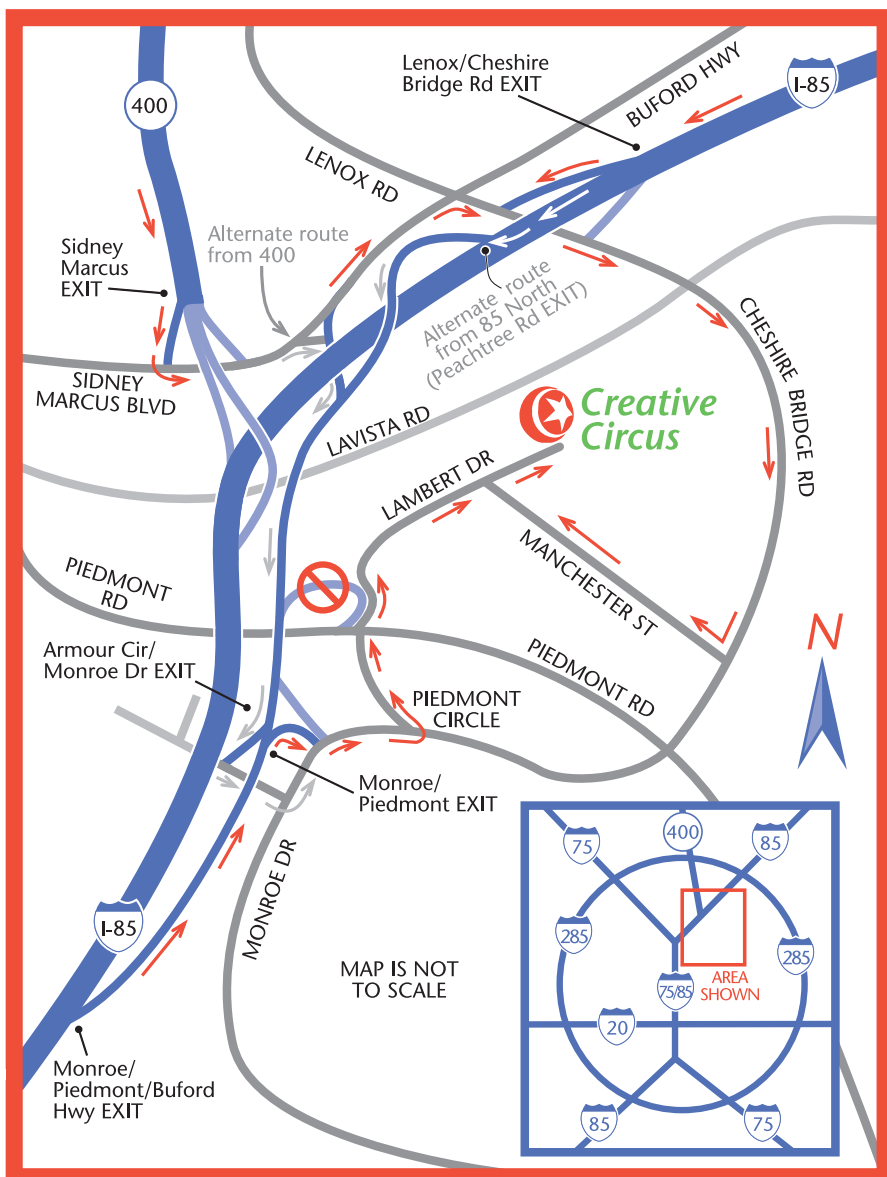 400
Lenox/Cheshire
Bridge Rd EXIT
I-85
BUFORD HWY
LENOX RD
Sidney
Marcus
EXIT
Alternate route
from 400
Alternate route
from 85 North
(Peachtree Rd EXIT)
CHESHIRE BRIDGE RD
SIDNEY
MARCUS BLVD
LAVISTA RD
Creative
Circus
LAMBERT DR
MANCHESTER ST
PIEDMONT
RD
N
Armour Cir/
Monroe Dr EXIT
PIEDMONT RD
PIEDMONT
CIRCLE
Monroe/
Piedmont EXIT
MONROE DR
I-85
MAP IS NOT
TO SCALE
Monroe/
Piedmont/Buford
Hwy EXIT
75
400
85
285
285
75/85
AREA
SHOWN
20
85
75